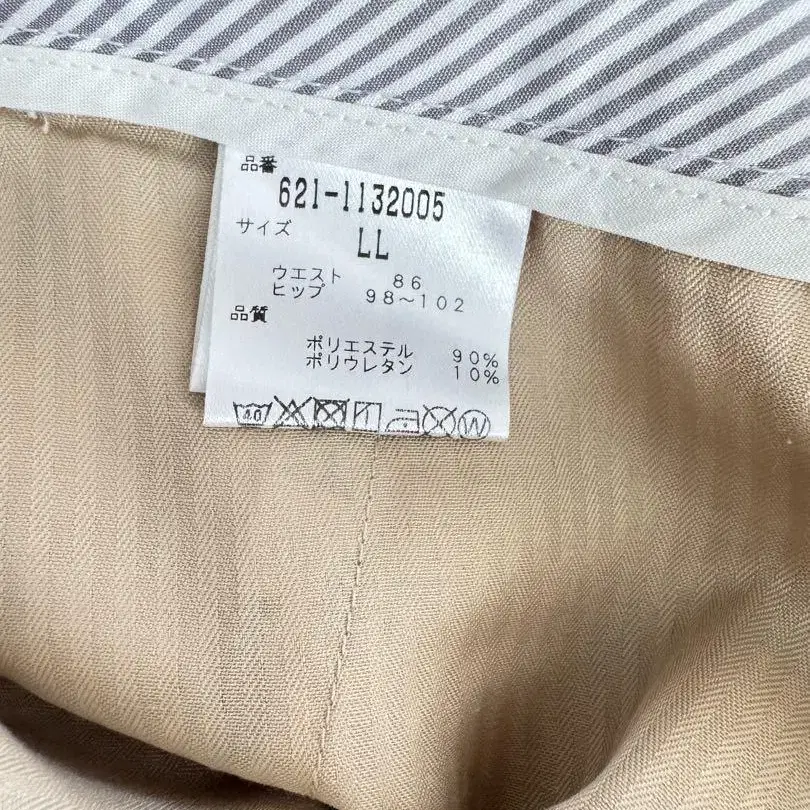 品番
621-1132005
サイズ
LL
ウエスト 86
ヒップ 98～102
品質
ポリエステル 90%
ポリウレタン 10%
40
W